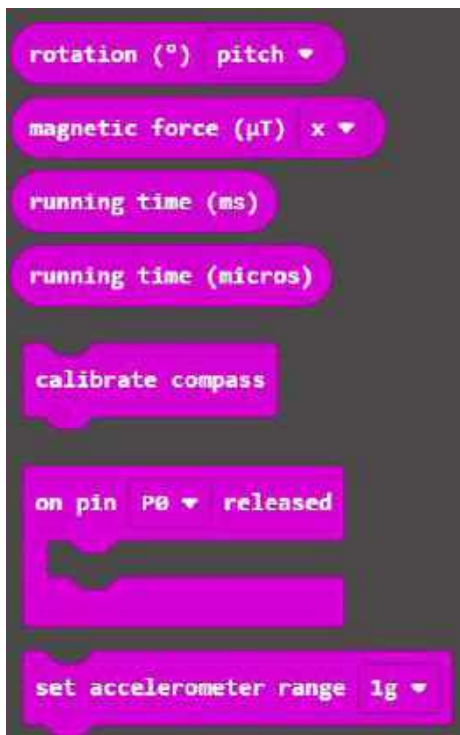 rotation (°) pitch
magnetic force (µT) x
running time (ms)
running time (micros)
calibrate compass
on pin P0 released
set accelerometer range 1g